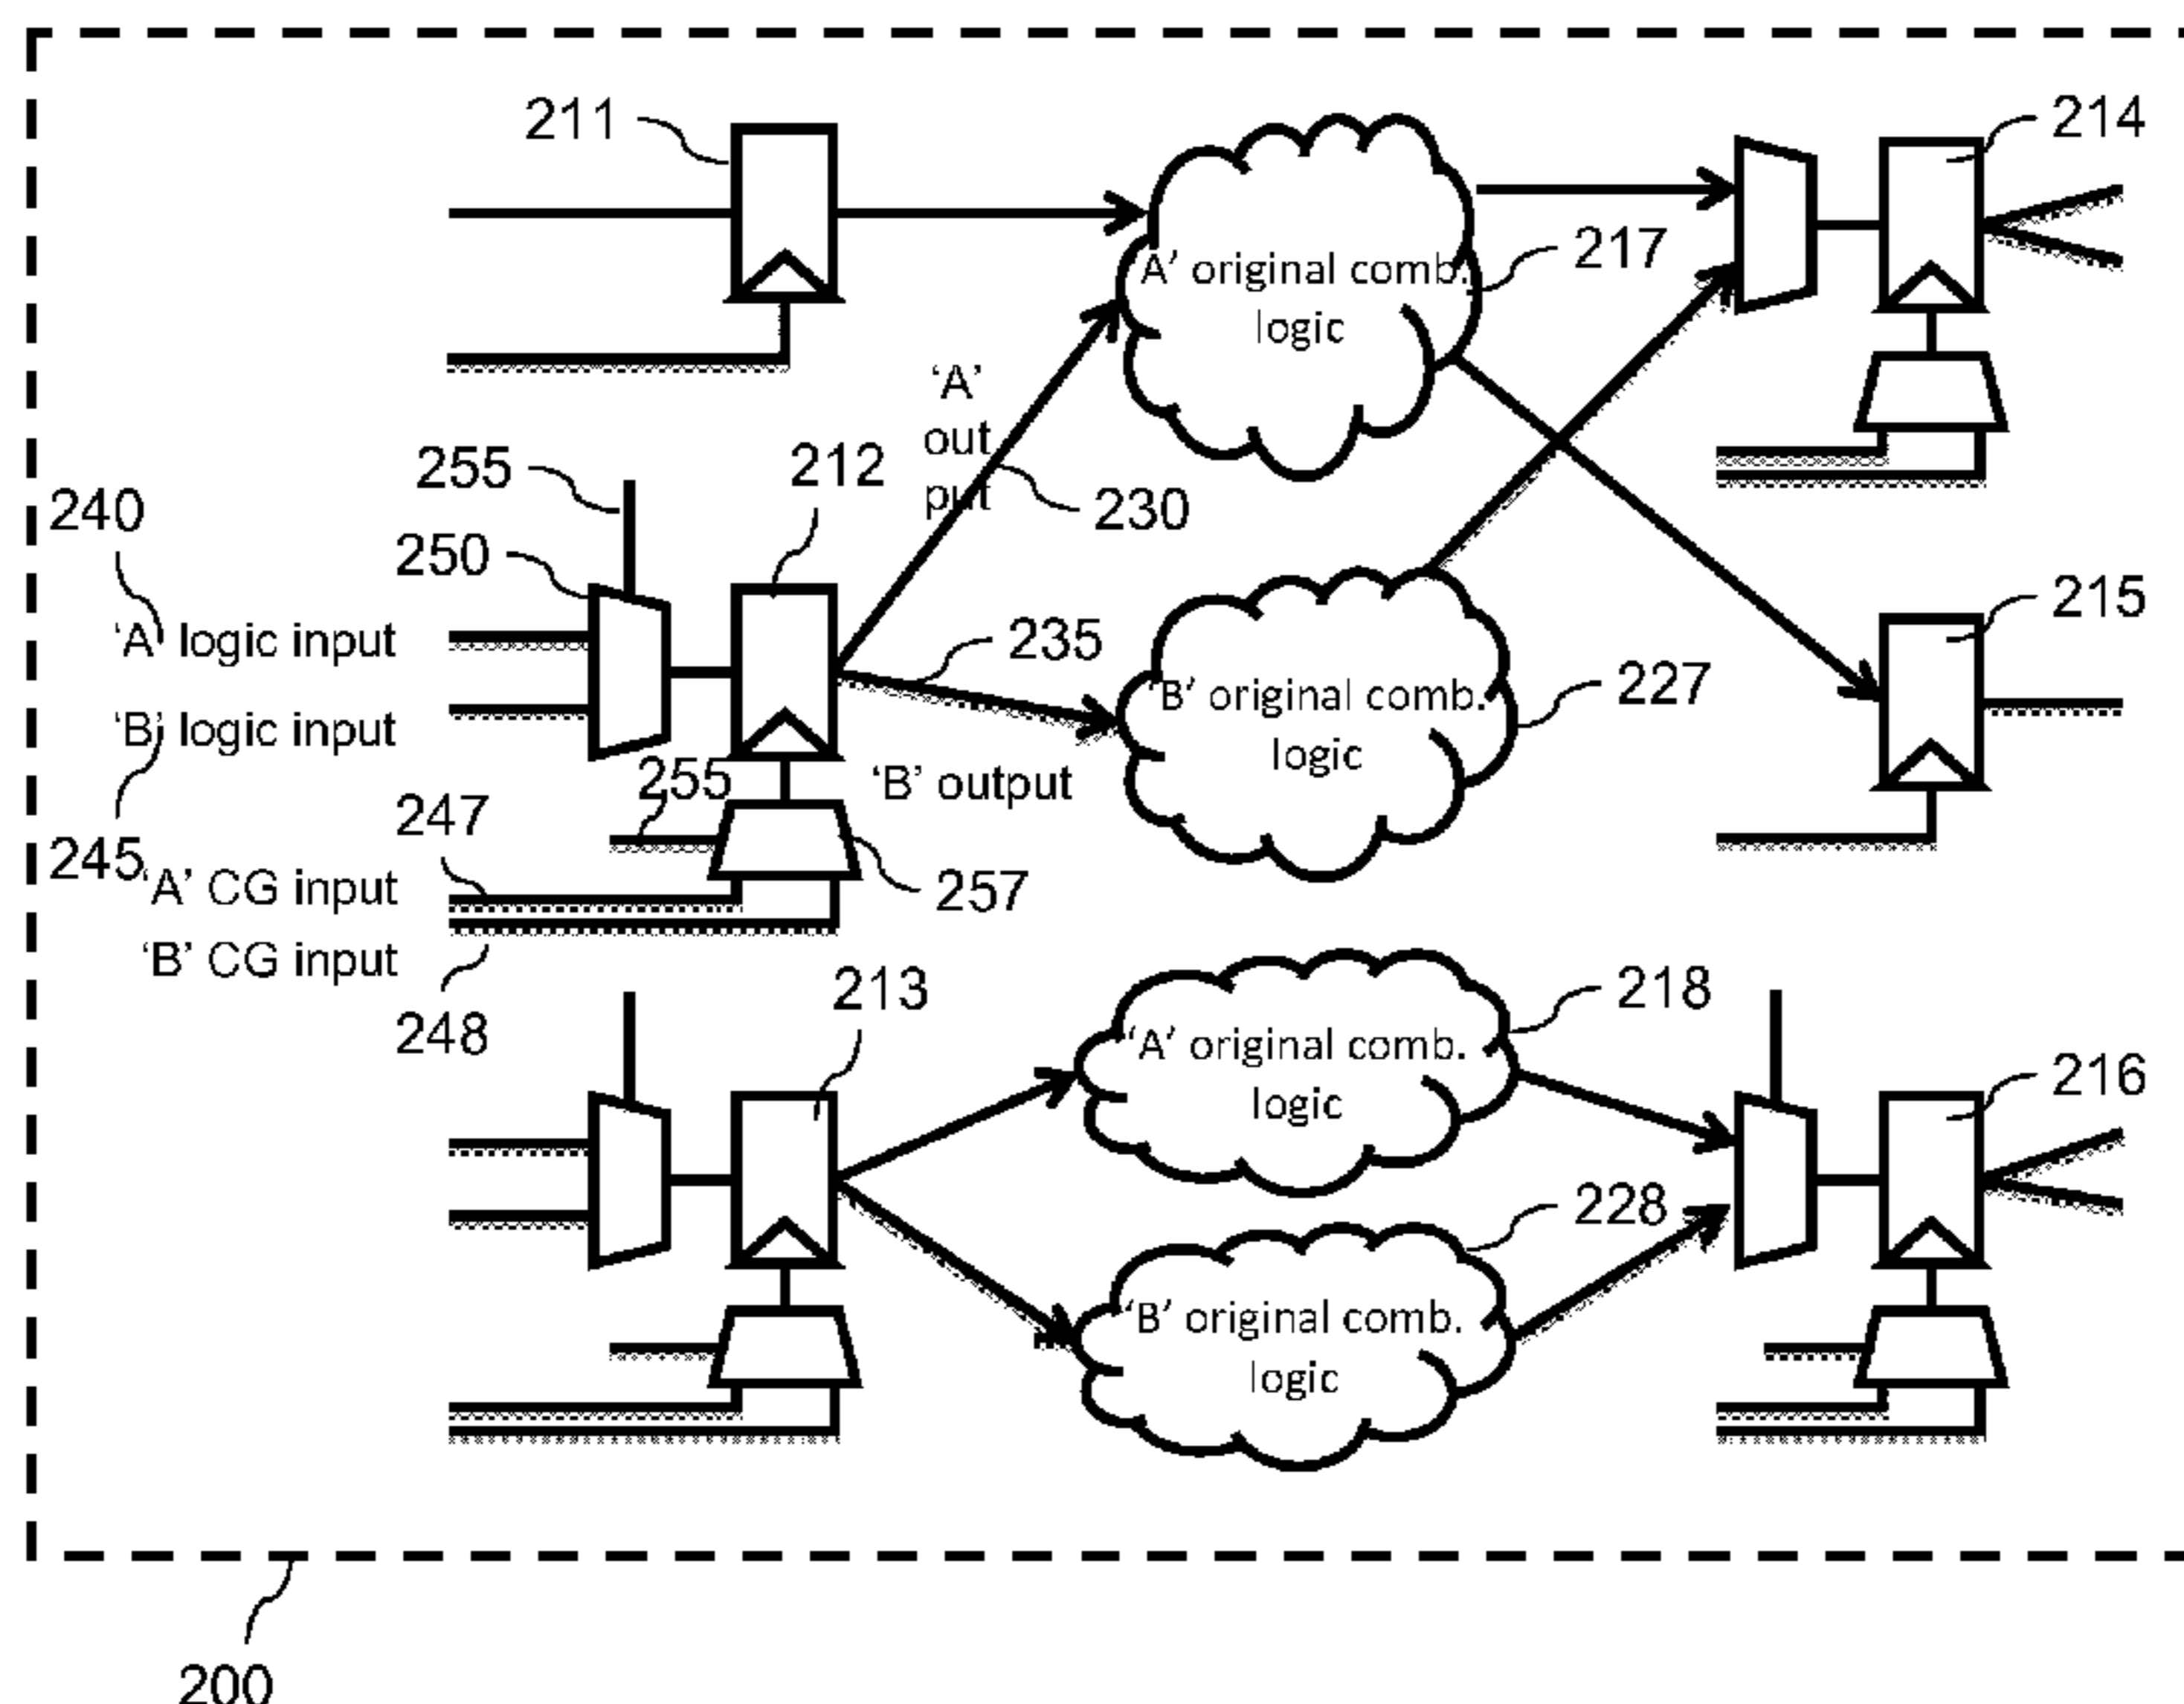 211
214
A' original comb.
logic
217
'A'
out
put
230
255
212
240
250
'A' logic input
235
'B' original comb.
logic
227
215
'B' logic input
255
'B' output
247
245
'A' CG input
257
'B' CG input
248
213
'A' original comb.
logic
218
216
228
'B' original comb.
logic
200